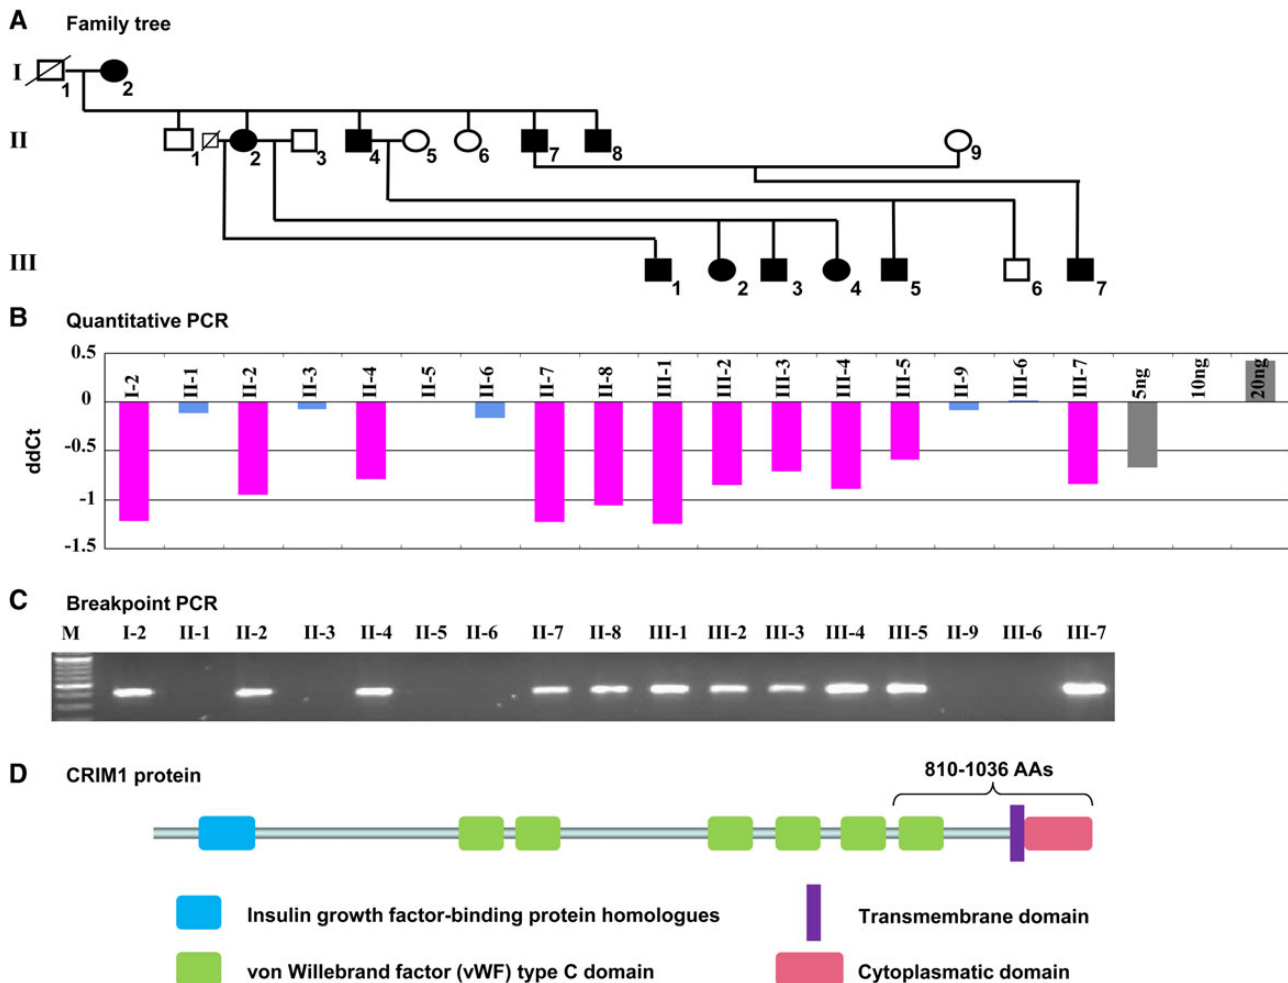 A Family tree
I 1 2
II 1 2 3 4 5 6 7 8 9
III 1 2 3 4 5 6 7
B Quantitative PCR
0.5
0
-0.5
-1
-1.5
ddCt
I-2 II-1 II-2 II-3 II-4 II-5 II-6 II-7 II-8 III-1 III-2 III-3 III-4 III-5 II-9 III-6 III-7 5ng 10ng 20ng
C Breakpoint PCR
M I-2 II-1 II-2 II-3 II-4 II-5 II-6 II-7 II-8 III-1 III-2 III-3 III-4 III-5 II-9 III-6 III-7
D CRIM1 protein
810-1036 AAs
Insulin growth factor-binding protein homologues
Transmembrane domain
von Willebrand factor (vWF) type C domain
Cytoplasmatic domain